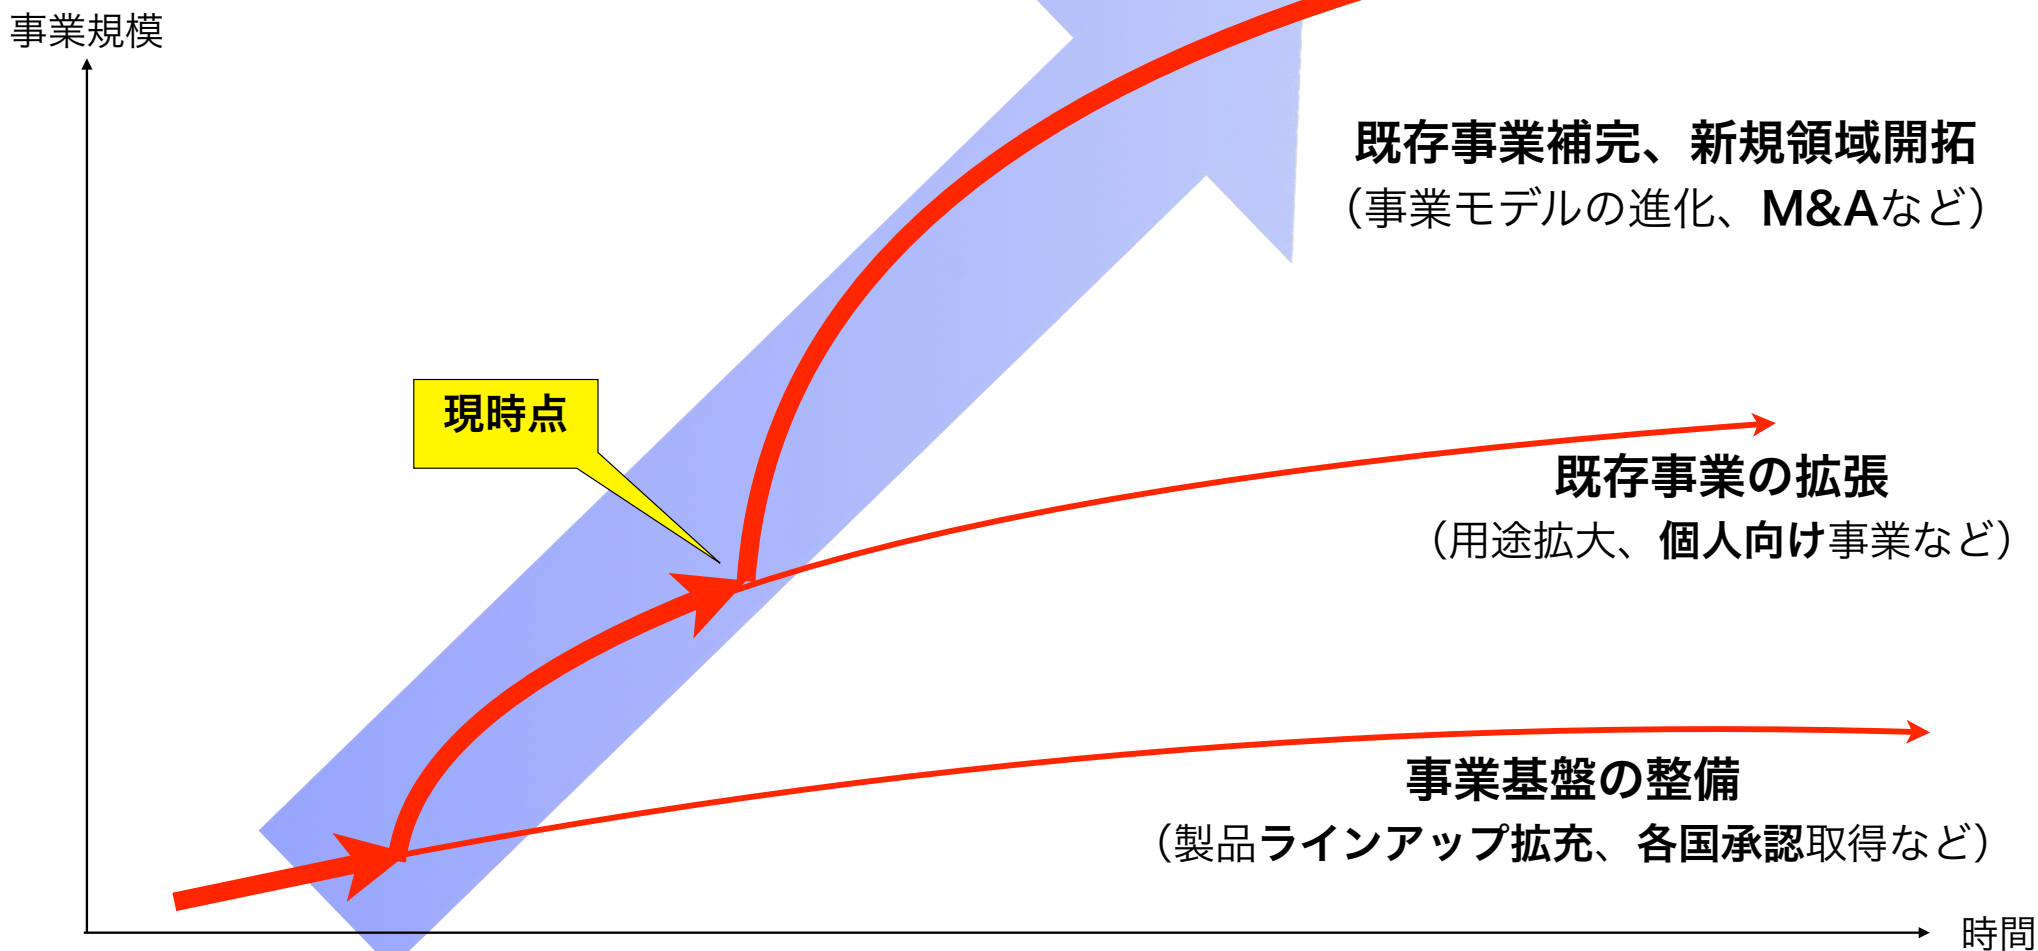 事業規模
既存事業補完、新規領域開拓
（事業モデルの進化、M&Aなど）
現時点
既存事業の拡張
（用途拡大、個人向け事業など）
事業基盤の整備
（製品ラインアップ拡充、各国承認取得など）
時間